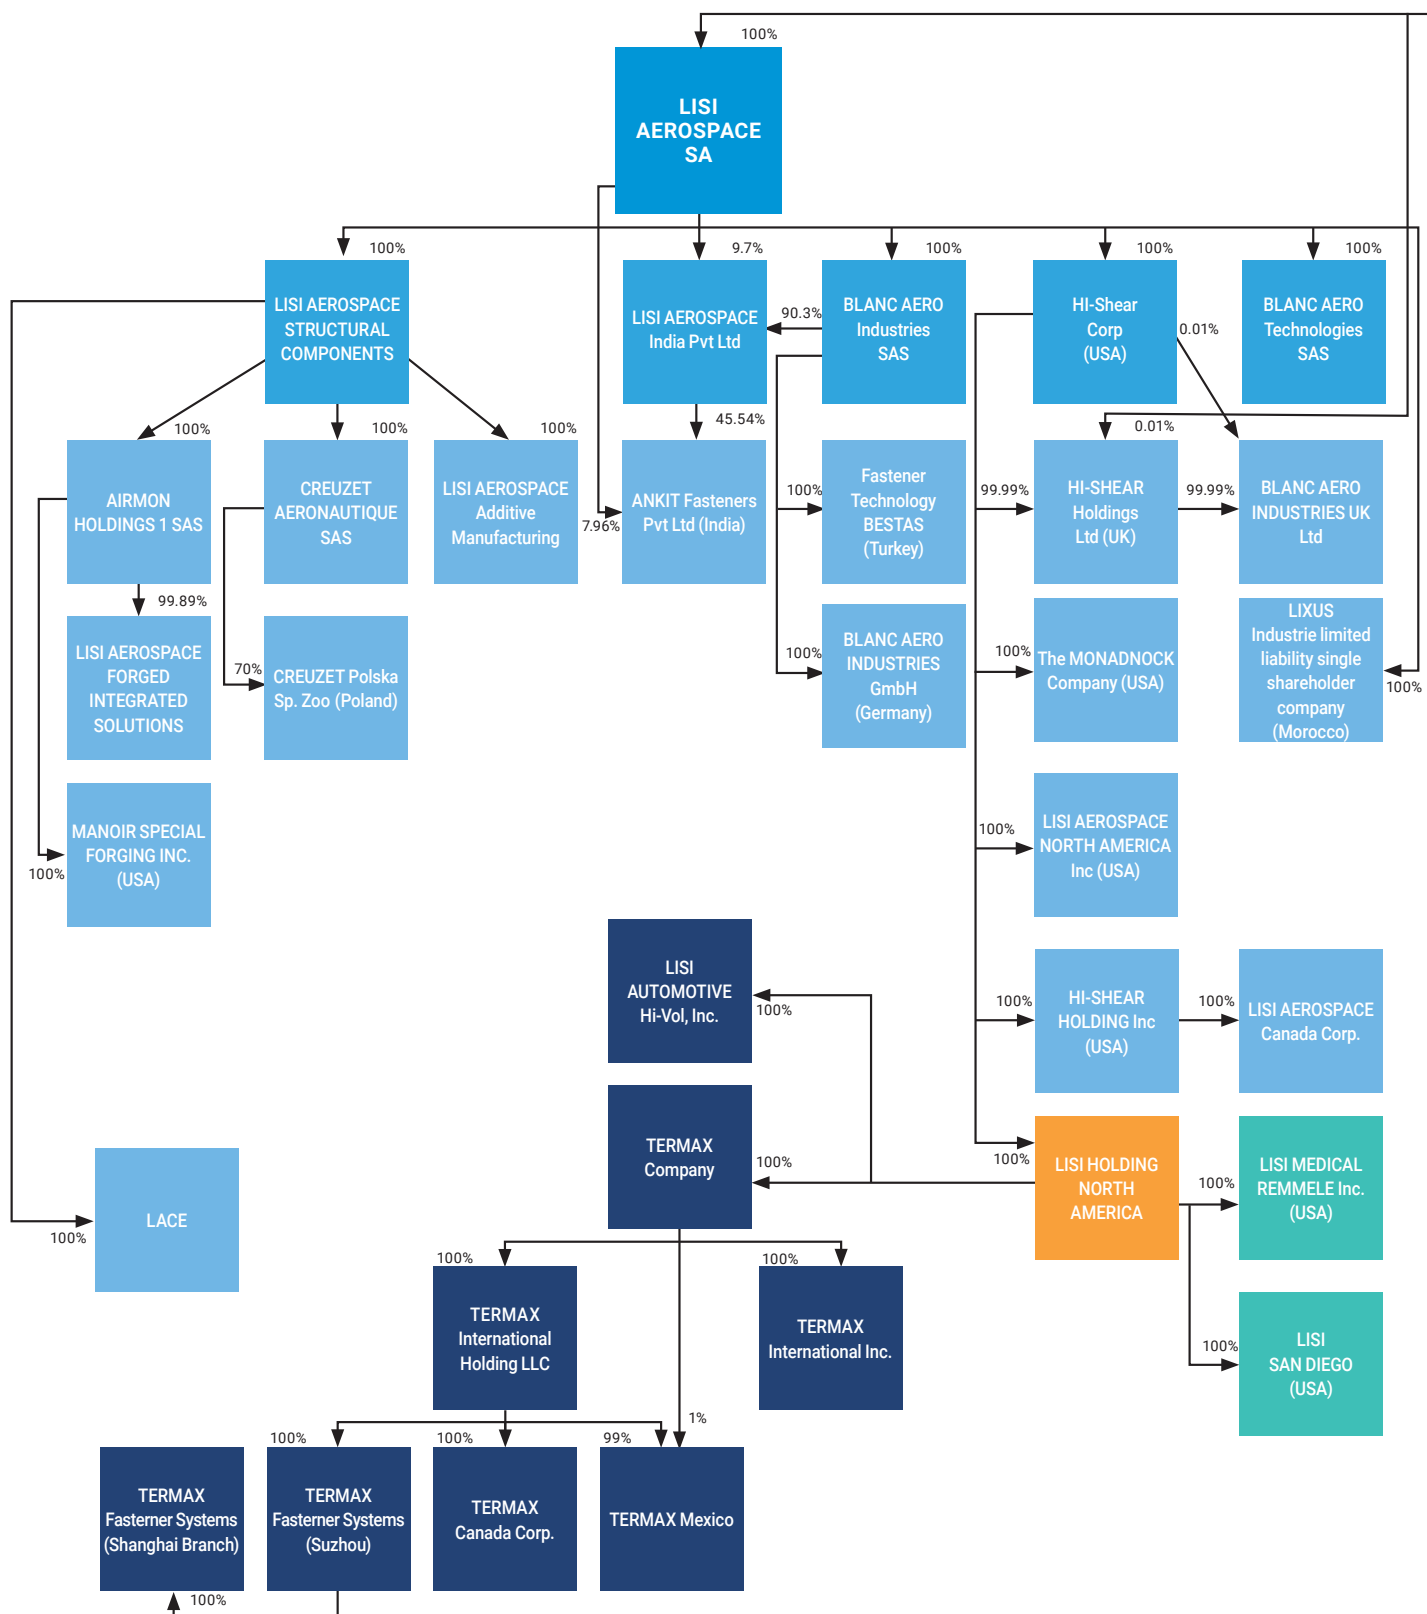 100%
LISI
AEROSPACE
SA
100%
9.7%
100%
100%
100%
LISI AEROSPACE
STRUCTURAL
COMPONENTS
LISI AEROSPACE
India Pvt Ltd
90.3%
BLANC AERO
Industries
SAS
HI-Shear
Corp
(USA)
0.01%
BLANC AERO
Technologies
SAS
100%
100%
100%
45.54%
0.01%
AIRMON
HOLDINGS 1 SAS
CREUZET
AERONAUTIQUE
SAS
LISI AEROSPACE
Additive
Manufacturing
7.96%
ANKIT Fasteners
Pvt Ltd (India)
100%
Fastener
Technology
BESTAS
(Turkey)
99.99%
HI-SHEAR
Holdings
Ltd (UK)
99.99%
BLANC AERO
INDUSTRIES UK
Ltd
99.89%
LISI AEROSPACE
FORGED
INTEGRATED
SOLUTIONS
70%
CREUZET Polska
Sp. Zoo (Poland)
100%
BLANC AERO
INDUSTRIES
GmbH
(Germany)
100%
The MONADNOCK
Company (USA)
LIXUS
Industrie limited
liability single
shareholder
company
(Morocco)
100%
MANOIR SPECIAL
FORGING INC.
(USA)
100%
100%
LISI AEROSPACE
NORTH AMERICA
Inc (USA)
LISI
AUTOMOTIVE
Hi-Vol, Inc.
100%
100%
HI-SHEAR
HOLDING Inc
(USA)
100%
LISI AEROSPACE
Canada Corp.
TERMAX
Company
100%
100%
LISI HOLDING
NORTH
AMERICA
100%
LISI MEDICAL
REMMELE Inc.
(USA)
LACE
100%
100%
100%
TERMAX
International
Holding LLC
TERMAX
International Inc.
100%
LISI
SAN DIEGO
(USA)
100%
100%
99%
1%
TERMAX
Fasterner Systems
(Shanghai Branch)
TERMAX
Fasterner Systems
(Suzhou)
TERMAX
Canada Corp.
TERMAX Mexico
100%